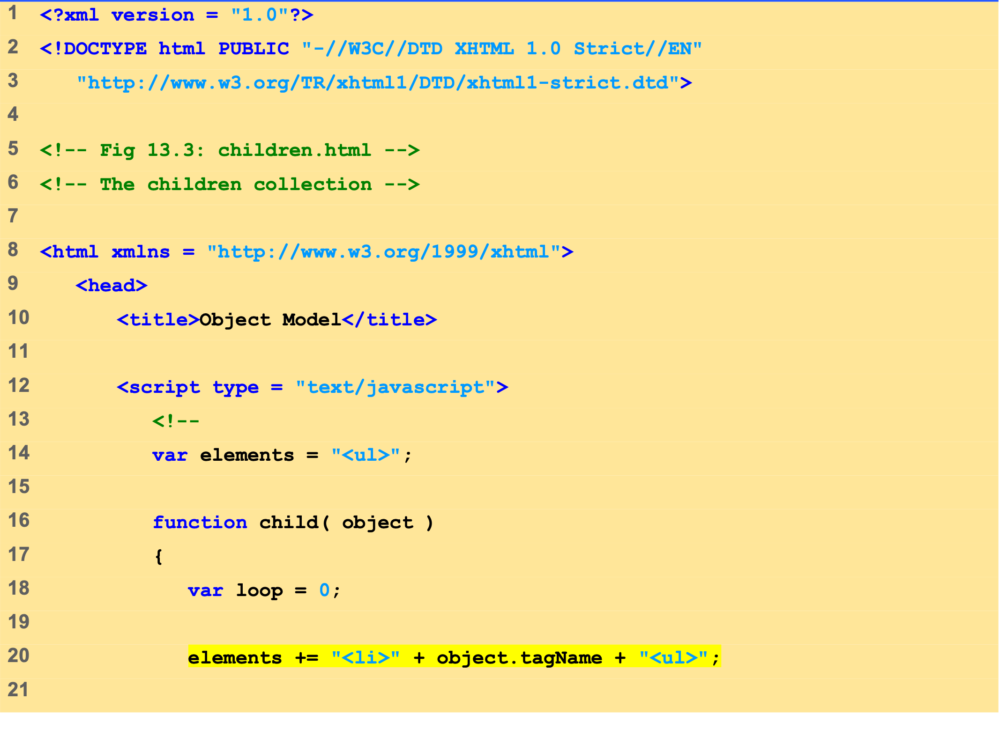 1 <?xml version = "1.0"?>
2 <!DOCTYPE html PUBLIC "-//W3C//DTD XHTML 1.0 Strict//EN"
3 "http://www.w3.org/TR/xhtml1/DTD/xhtml1-strict.dtd">
4
5 <!-- Fig 13.3: children.html -->
6 <!-- The children collection -->
7
8 <html xmlns = "http://www.w3.org/1999/xhtml">
9 <head>
10 <title>Object Model</title>
11
12 <script type = "text/javascript">
13 <!--
14 var elements = "<ul>";
15
16 function child( object )
17 {
18 var loop = 0;
19
20 elements += "<li>" + object.tagName + "<ul>";
21